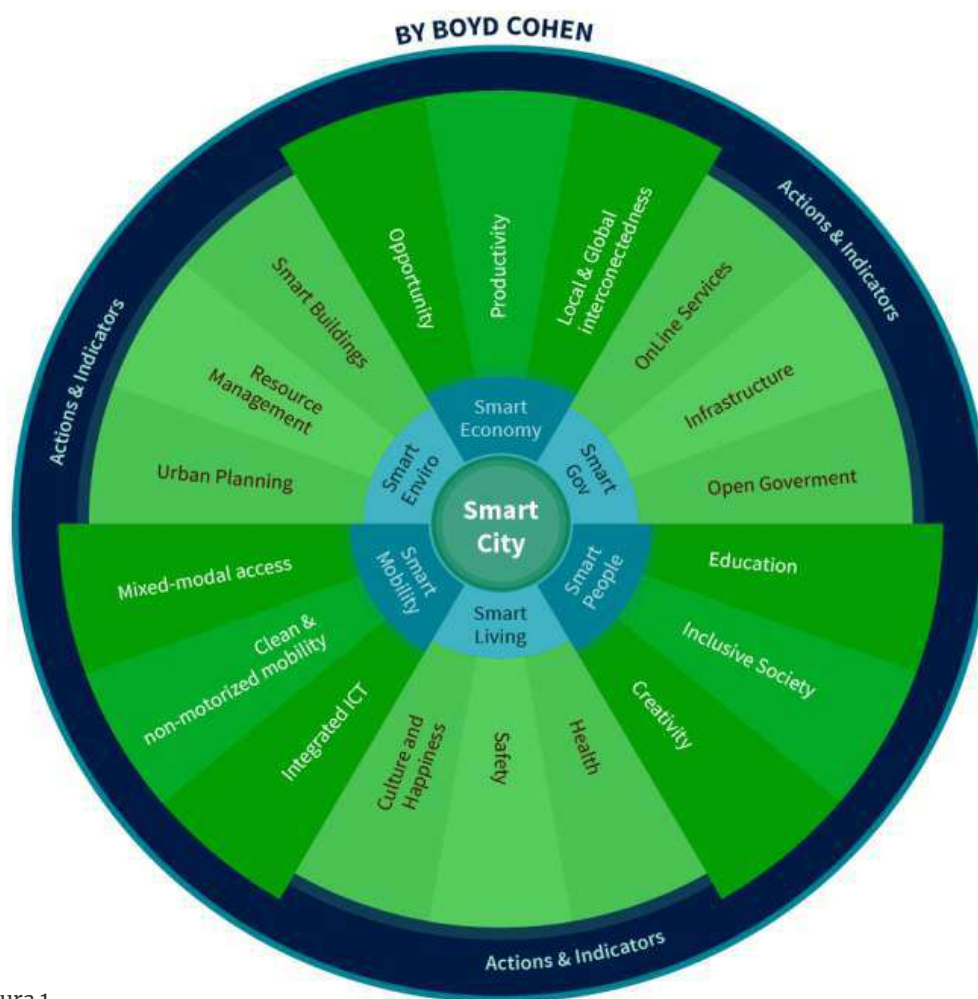 BY BOYD COHEN
Actions & Indicators
Actions & Indicators
Opportunity
Productivity
Local & Global
interconnectedness
Smart Buildings
Resource
Management
Urban Planning
OnLine Services
Infrastructure
Open Goverment
Smart
Economy
Smart
Enviro
Smart
Gov
Smart
City
Smart
Mobility
Smart
People
Smart
Living
Mixed-modal access
Clean &
non-motorized mobility
Integrated ICT
Culture and
Happiness
Safety
Health
Creativity
Inclusive Society
Education
Actions & Indicators
ura 1